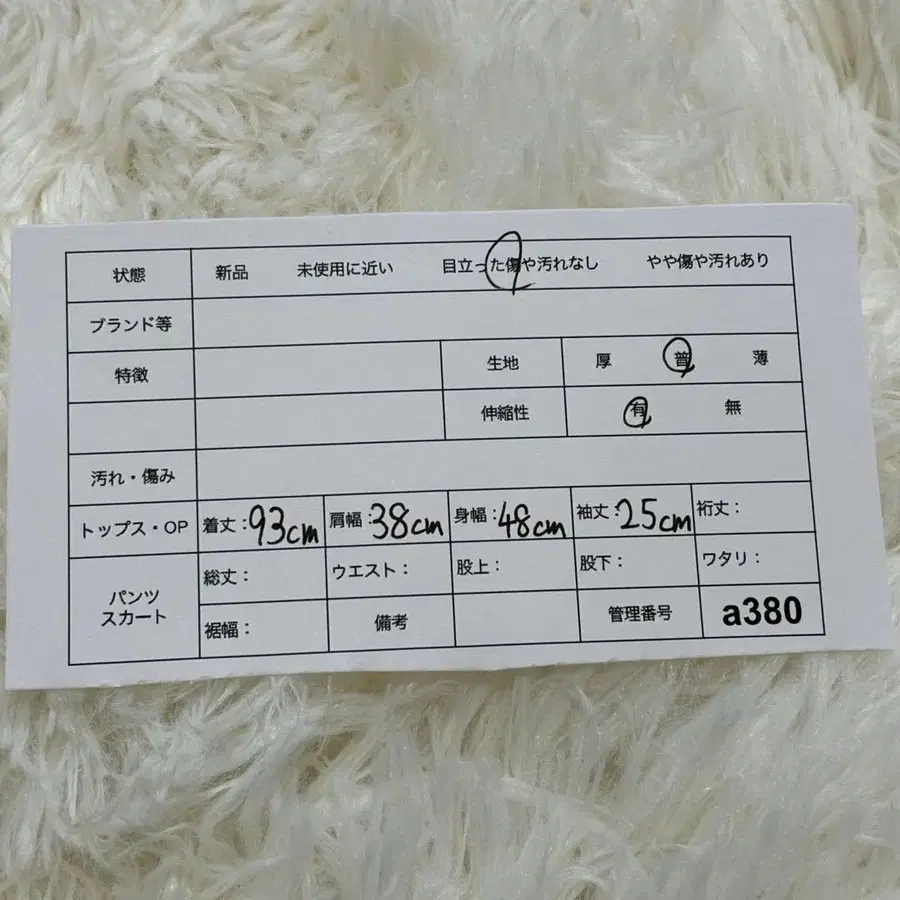 状態 新品 未使用に近い 目立った傷や汚れなし やや傷や汚れあり
ブランド等
特徴 生地 厚 普 薄
伸縮性 有 無
汚れ・傷み
トップス・OP 着丈：93cm 肩幅：38cm 身幅：48cm 袖丈：25cm 裄丈：
パンツ
スカート
総丈： ウエスト： 股上： 股下： ワタリ：
裾幅： 備考 管理番号 a380